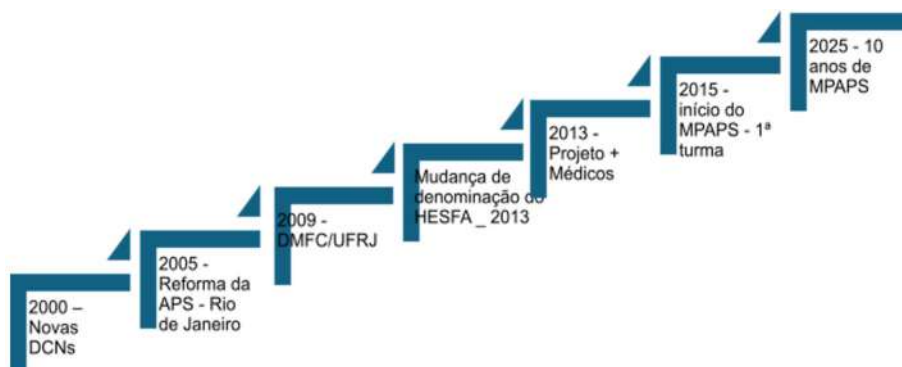 2000 –
Novas
DCNs
2005 -
Reforma da
APS - Rio
de Janeiro
2009 -
DMFC/UFRJ
Mudança de
denominação do
HESFA _ 2013
2013 -
Projeto +
Médicos
2015 -
início do
MPAPS - 1ª
turma
2025 - 10
anos de
MPAPS